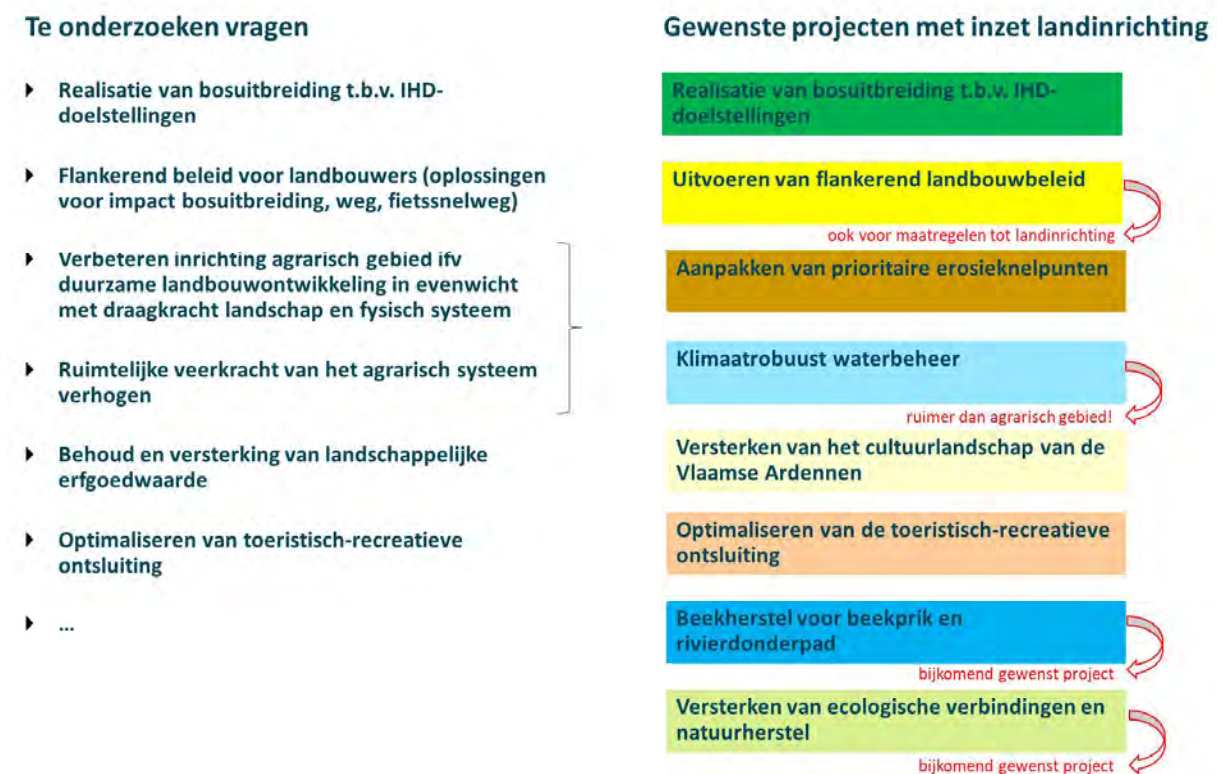 Te onderzoeken vragen
Realisatie van bosuitbreiding t.b.v. IHD-
doelstellingen
Flankerend beleid voor landbouwers (oplossingen
voor impact bosuitbreiding, weg, fietssnelweg)
Verbeteren inrichting agrarisch gebied ifv
duurzame landbouwontwikkeling in evenwicht
met draagkracht landschap en fysisch systeem
Ruimtelijke veerkracht van het agrarisch systeem
verhogen
Behoud en versterking van landschappelijke
erfgoedwaarde
Optimaliseren van toeristisch-recreatieve
ontsluiting
...
Gewenste projecten met inzet landinrichting
Realisatie van bosuitbreiding t.b.v. IHD-
doelstellingen
Uitvoeren van flankerend landbouwbeleid
ook voor maatregelen tot landinrichting
Aanpakken van prioritaire erosieknelpunten
Klimaatrobuust waterbeheer
ruimer dan agrarisch gebied!
Versterken van het cultuurlandschap van de
Vlaamse Ardennen
Optimaliseren van de toeristisch-recreatieve
ontsluiting
Beekherstel voor beekprik en
rivierdonderpad
bijkomend gewenst project
Versterken van ecologische verbindingen en
natuurherstel
bijkomend gewenst project